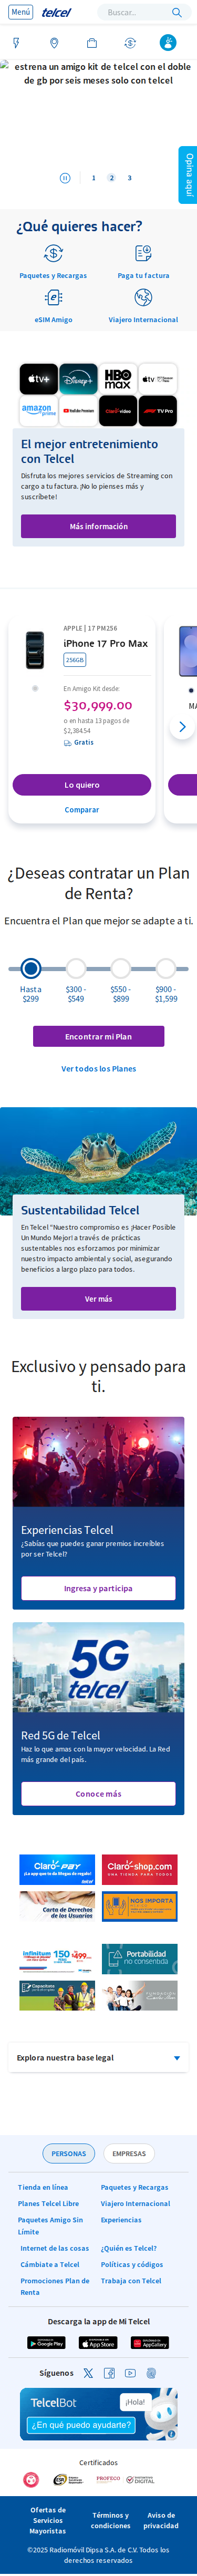 Menú
telcel
Buscar...
estrena un amigo kit de telcel con el doble
de gb por seis meses solo con telcel
1
2
3
Opina aquí
¿Qué quieres hacer?
Paquetes y Recargas
Paga tu factura
eSIM Amigo
Viajero Internacional
tv+
Disney+
HBO
max
amazon
prime
Claro video
TV Pro
El mejor entretenimiento
con Telcel
Disfruta los mejores servicios de Streaming con
cargo a tu factura. ¡No lo pienses más y
suscríbete!
Más información
APPLE | 17 PM256
iPhone 17 Pro Max
256GB
En Amigo Kit desde:
$30,999.00
o en hasta 13 pagos de
$2,384.54
Gratis
MA
Lo quiero
Comparar
¿Deseas contratar un Plan
de Renta?
Encuentra el Plan que mejor se adapte a ti.
Hasta
$299
$300 -
$549
$550 -
$899
$900 -
$1,599
Encontrar mi Plan
Ver todos los Planes
Sustentabilidad Telcel
En Telcel "Nuestro compromiso es ¡Hacer Posible
Un Mundo Mejor! a través de prácticas
sustentables nos esforzamos por minimizar
nuestro impacto ambiental y social, asegurando
beneficios a largo plazo para todos.
Ver más
Exclusivo y pensado para
ti.
Experiencias Telcel
¿Sabías que puedes ganar premios increíbles
por ser Telcel?
Ingresa y participa
5G
telcel
Red 5G de Telcel
Haz lo que amas con la mayor velocidad. La Red
más grande del país.
Conoce más
Claro PAY
¡La app que te da Megas de regalo!
telcel
Claro-shop.com
UNA TIENDA PARA TODOS
Carta de Derechos
de los Usuarios
NOS IMPORTA
infinitum
150
$499
Portabilidad
no consentida
Explora nuestra base legal
PERSONAS
EMPRESAS
Tienda en línea
Paquetes y Recargas
Planes Telcel Libre
Viajero Internacional
Paquetes Amigo Sin
Límite
Experiencias
Internet de las cosas
¿Quién es Telcel?
Cámbiate a Telcel
Políticas y códigos
Promociones Plan de
Renta
Trabaja con Telcel
Descarga la app de Mi Telcel
Google Play
App Store
AppGallery
Síguenos
TelcelBot
¡Hola!
¿En qué puedo ayudarte?
Certificados
PROFECO
DIGITAL
Ofertas de
Servicios
Mayoristas
Términos y
condiciones
Aviso de
privacidad
©2025 Radiomóvil Dipsa S.A. de C.V. Todos los
derechos reservados